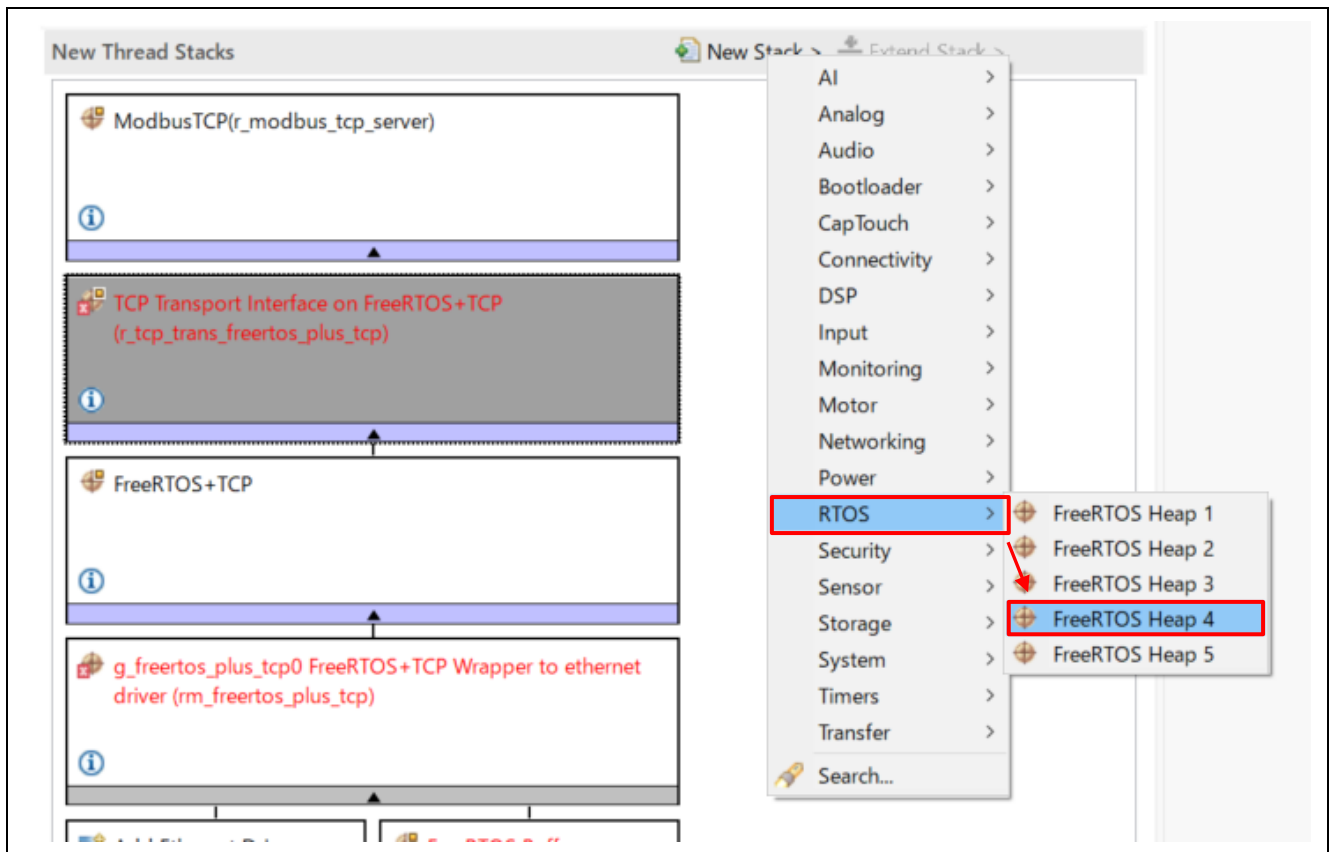 New Thread Stacks
New Stack >
Extend Stack >
ModbusTCP(r_modbus_tcp_server)
TCP Transport Interface on FreeRTOS+TCP
(r_tcp_trans_freertos_plus_tcp)
FreeRTOS+TCP
g_freertos_plus_tcp0 FreeRTOS+TCP Wrapper to ethernet
driver (rm_freertos_plus_tcp)
AI
Analog
Audio
Bootloader
CapTouch
Connectivity
DSP
Input
Monitoring
Motor
Networking
Power
RTOS
Security
Sensor
Storage
System
Timers
Transfer
Search...
FreeRTOS Heap 1
FreeRTOS Heap 2
FreeRTOS Heap 3
FreeRTOS Heap 4
FreeRTOS Heap 5